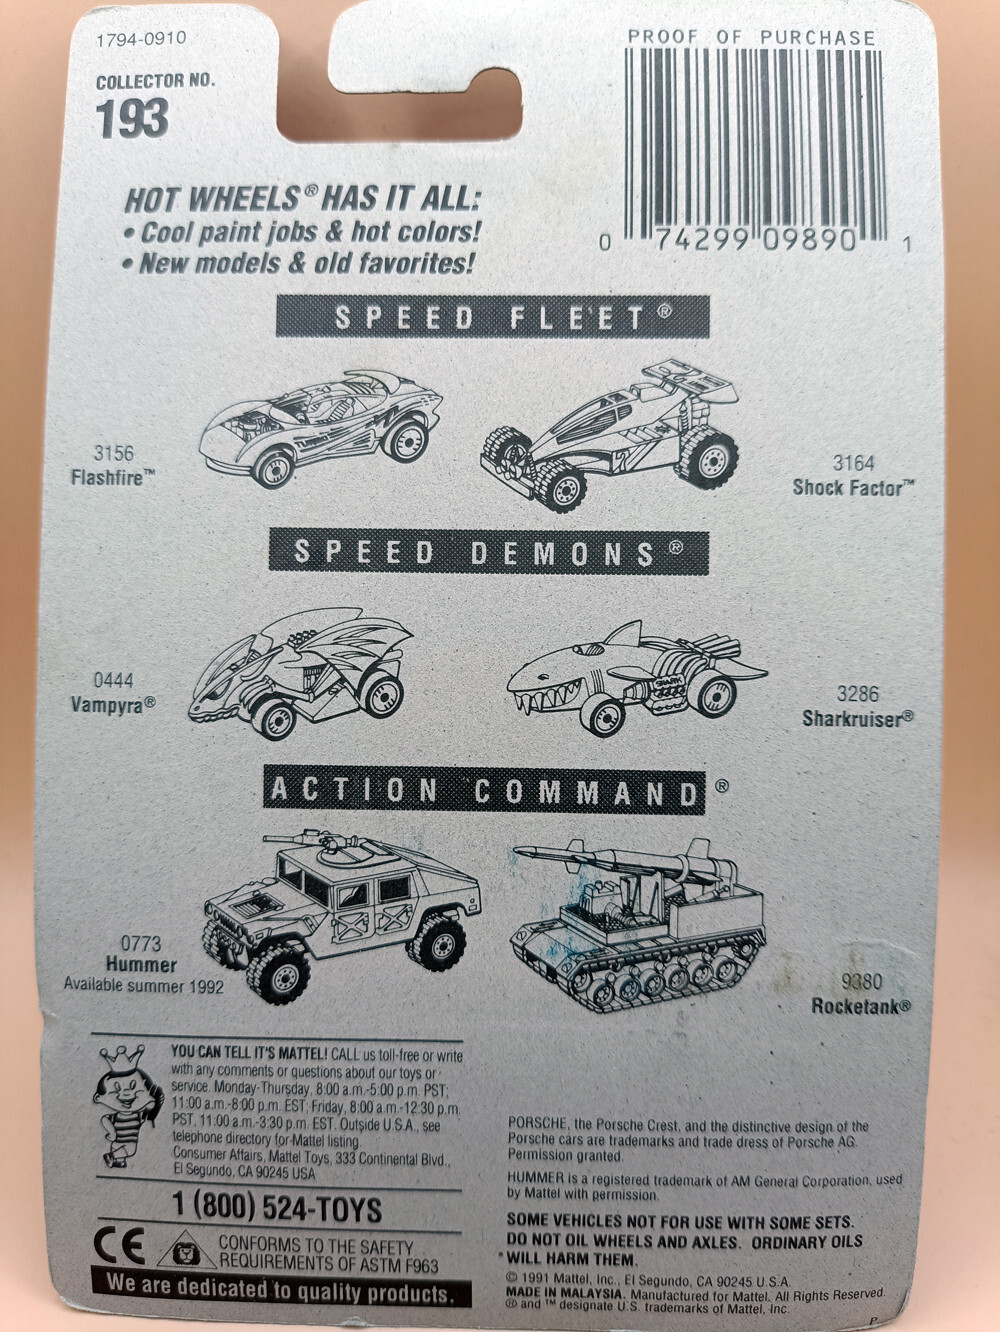 1794-0910
COLLECTOR NO.
193
PROOF OF PURCHASE
0 74299 09890 1
HOT WHEELS® HAS IT ALL:
• Cool paint jobs & hot colors!
• New models & old favorites!
SPEED FLEET®
3156
Flashfire™
3164
Shock Factor™
SPEED DEMONS®
0444
Vampyra®
SHARK
3286
Sharkruiser®
ACTION COMMAND®
0773
Hummer
Available summer 1992
9380
Rocketank®
YOU CAN TELL IT'S MATTEL! CALL us toll-free or write
with any comments or questions about our toys or
service. Monday-Thursday, 8:00 a.m.-5:00 p.m. PST;
11:00 a.m.-8:00 p.m. EST; Friday, 8:00 a.m.-12:30 p.m.
PST, 11:00 a.m.-3:30 p.m. EST. Outside U.S.A., see
telephone directory for Mattel listing.
Consumer Affairs, Mattel Toys, 333 Continental Blvd.,
El Segundo, CA 90245 USA
1 (800) 524-TOYS
CE
CONFORMS TO THE SAFETY
REQUIREMENTS OF ASTM F963
We are dedicated to quality products.
PORSCHE, the Porsche Crest, and the distinctive design of the
Porsche cars are trademarks and trade dress of Porsche AG.
Permission granted.
HUMMER is a registered trademark of AM General Corporation, used
by Mattel with permission.
SOME VEHICLES NOT FOR USE WITH SOME SETS.
DO NOT OIL WHEELS AND AXLES. ORDINARY OILS
WILL HARM THEM.
© 1991 Mattel, Inc., El Segundo, CA 90245 U.S.A.
MADE IN MALAYSIA. Manufactured for Mattel. All Rights Reserved.
® and ™ designate U.S. trademarks of Mattel, Inc.
P